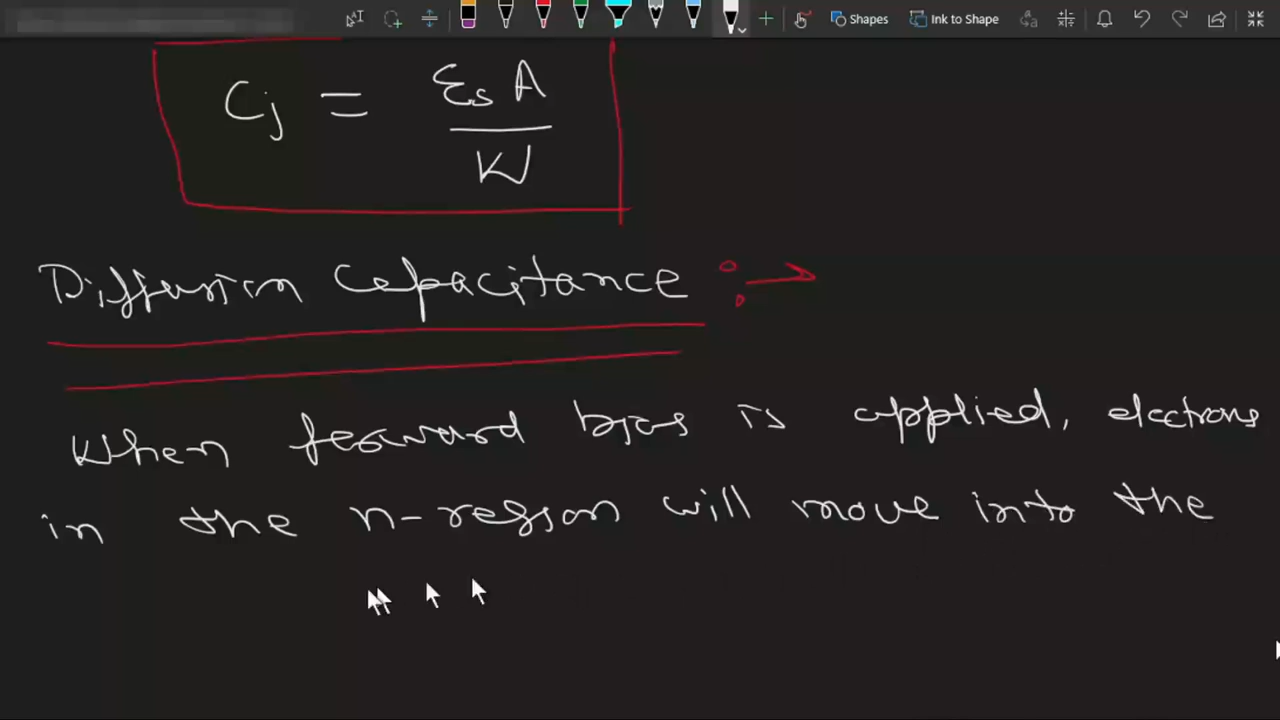 Shapes
Ink to Shape
Cj = εs A / W
Diffusion Capacitance :→
When forward bias is applied, electrons
in the n-region will move into the